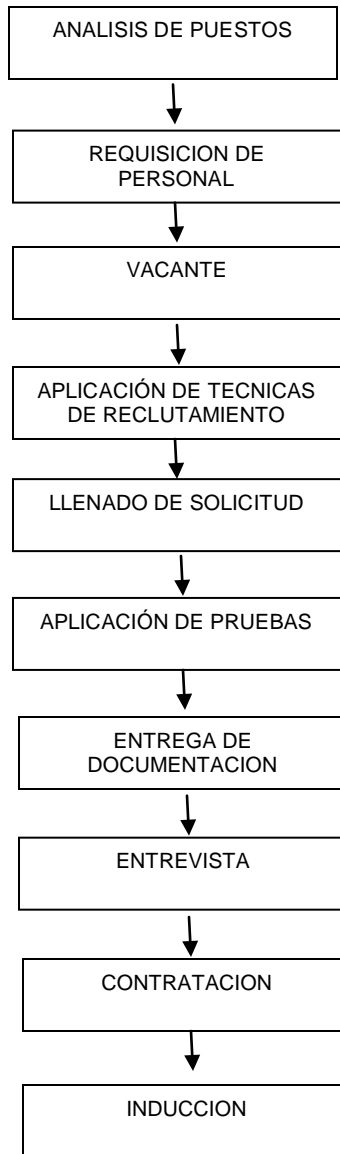 ANALISIS DE PUESTOS
REQUISICION DE
PERSONAL
VACANTE
APLICACIÓN DE TECNICAS
DE RECLUTAMIENTO
LLENADO DE SOLICITUD
APLICACIÓN DE PRUEBAS
ENTREGA DE
DOCUMENTACION
ENTREVISTA
CONTRATACION
INDUCCION